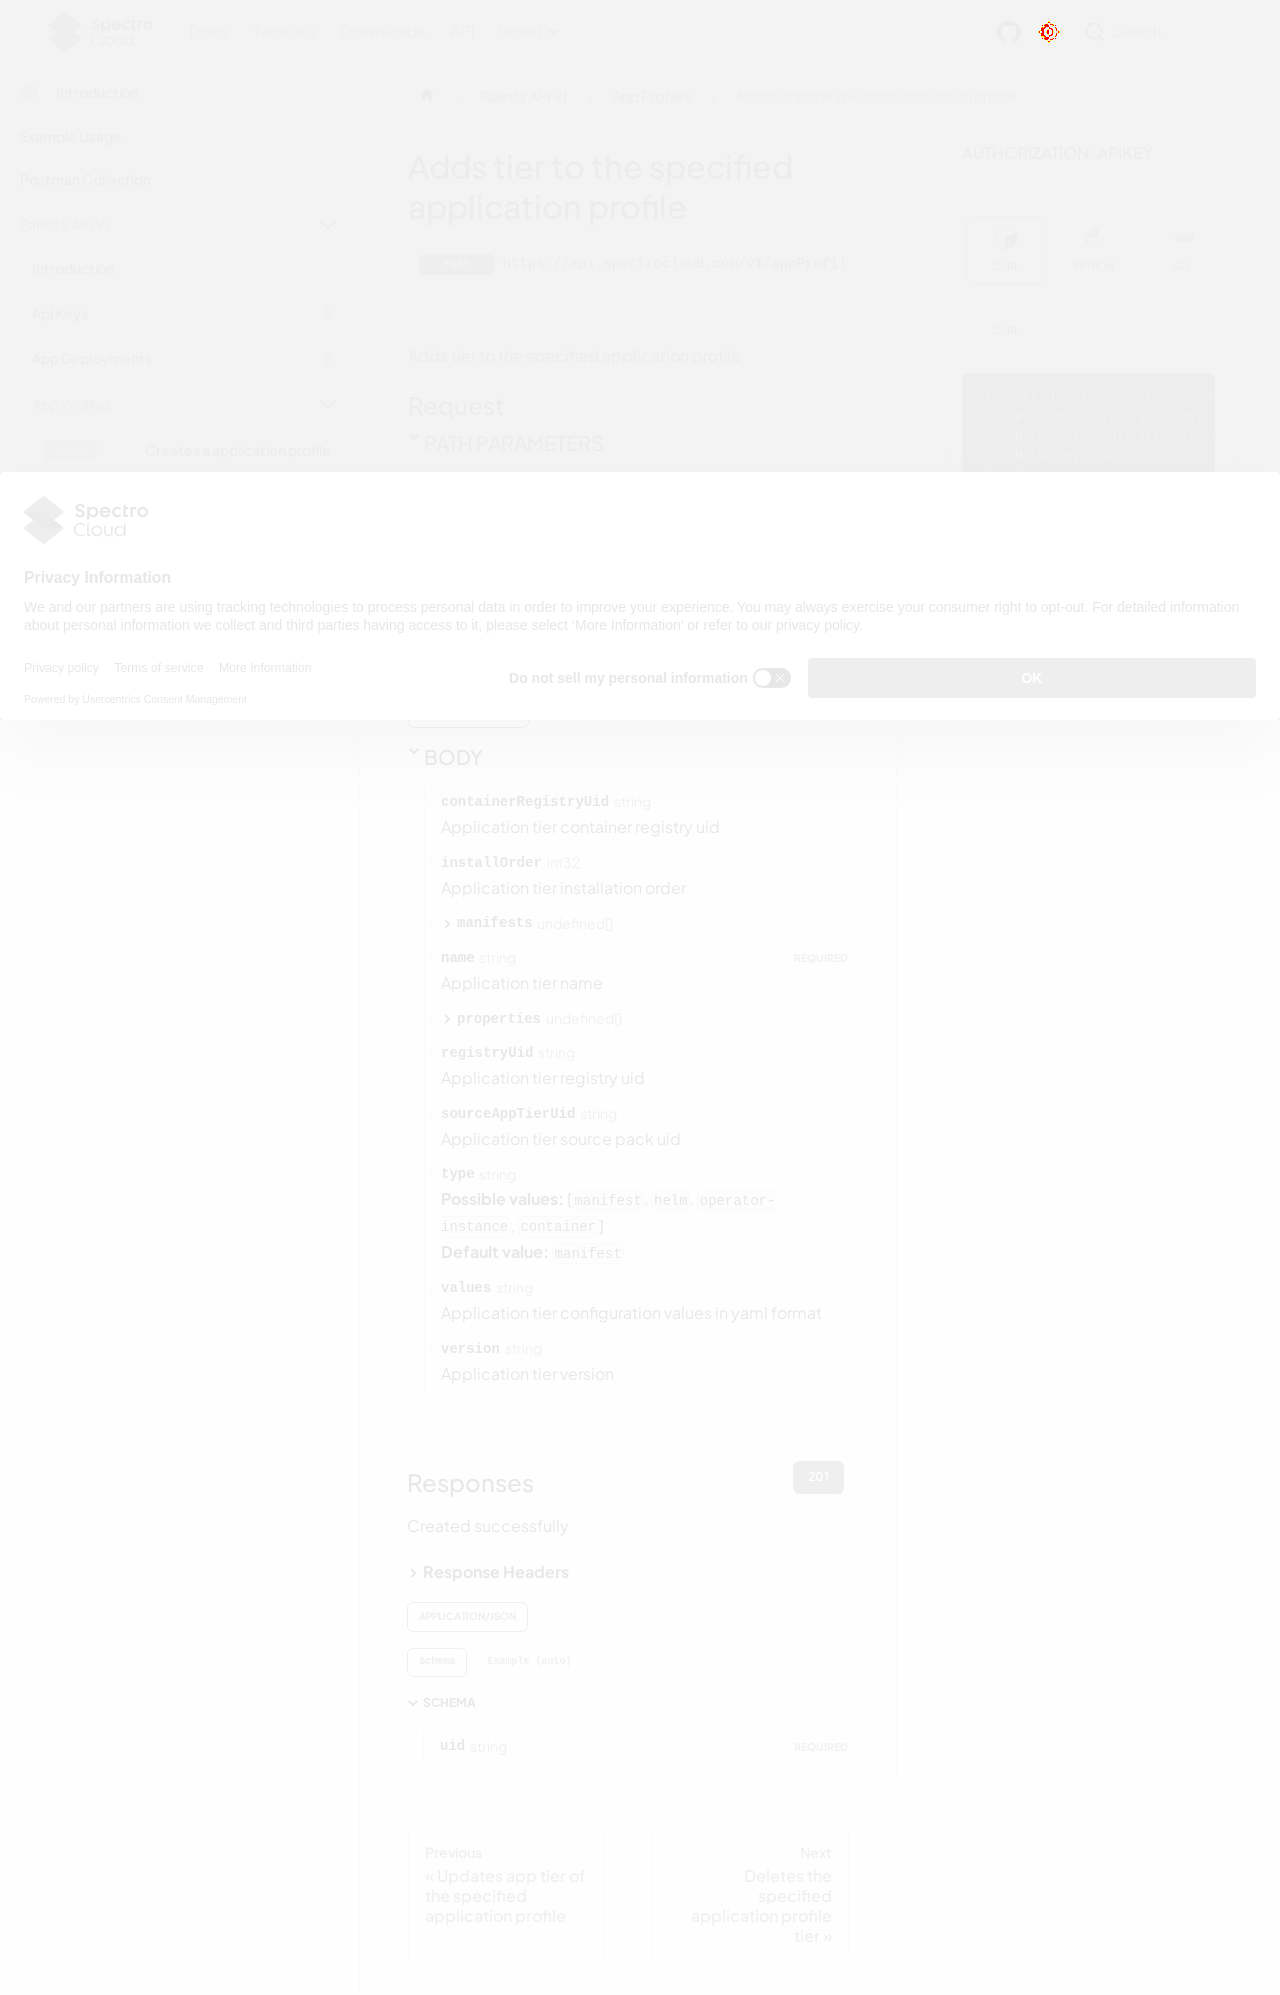 Spectro Cloud
Docs Tutorials Downloads API latest
Search
Introduction
Example Usage
Postman Collection
Palette API V1
Introduction
Api Keys
App Deployments
App Profiles
Creates a application profile
Palette API V1
App Profiles
Adds tier to the specified application profile
Adds tier to the specified
application profile
POST
https://api.spectrocloud.com/v1/appProfil
Adds tier to the specified application profile
Request
PATH PARAMETERS
AUTHORIZATION: APIKEY
CURL
PYTHON
GO
CURL
Spectro
Cloud
Privacy Information
We and our partners are using tracking technologies to process personal data in order to improve your experience. You may always exercise your consumer right to opt-out. For detailed information
about personal information we collect and third parties having access to it, please select ‘More Information’ or refer to our privacy policy.
Privacy policy Terms of service More Information
Powered by Usercentrics Consent Management
Do not sell my personal information
OK
BODY
containerRegistryUid string
Application tier container registry uid
installOrder int32
Application tier installation order
manifests undefined[]
name string REQUIRED
Application tier name
properties undefined[]
registryUid string
Application tier registry uid
sourceAppTierUid string
Application tier source pack uid
type string
Possible values: [manifest, helm, operator-
instance, container]
Default value: manifest
values string
Application tier configuration values in yaml format
version string
Application tier version
Responses
201
Created successfully
Response Headers
APPLICATION/JSON
Schema Example (auto)
SCHEMA
uid string REQUIRED
Previous
« Updates app tier of
the specified
application profile
Next
Deletes the
specified
application profile
tier »